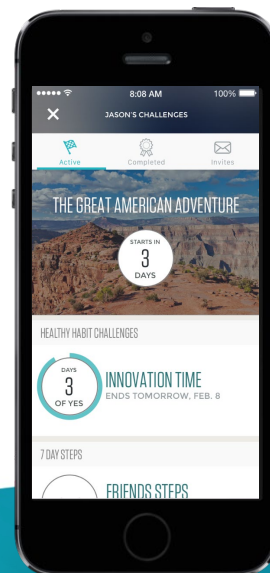 8:08 AM
100%
JASON'S CHALLENGES
Active
Completed
Invites
THE GREAT AMERICAN ADVENTURE
STARTS IN
3
DAYS
HEALTHY HABIT CHALLENGES
DAYS
3
OF YES
INNOVATION TIME
ENDS TOMORROW, FEB. 8
7 DAY STEPS
FRIENDS STEPS